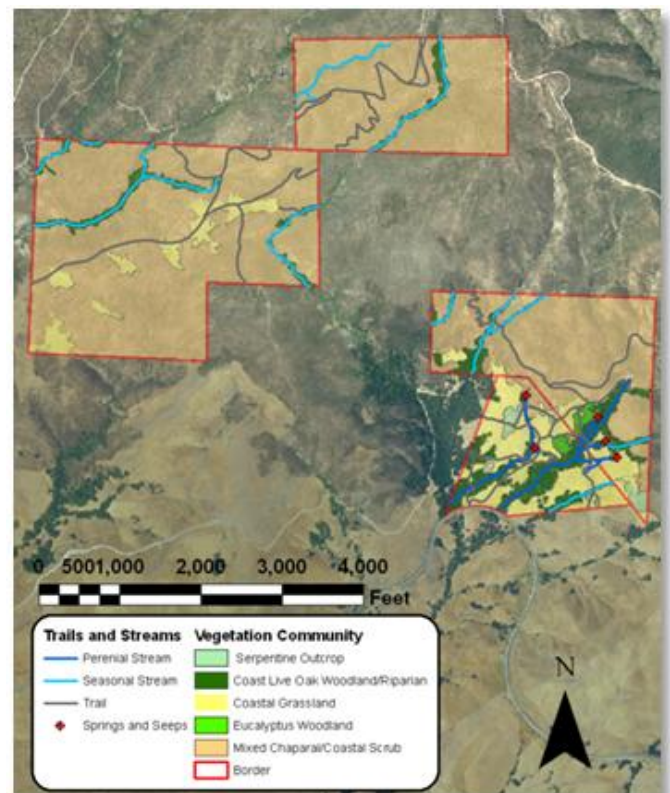 0 500 1,000 2,000 3,000 4,000
Feet
Trails and Streams
Perenial Stream
Seasonal Stream
Trail
Springs and Seeps
Vegetation Community
Serpentine Outcrop
Coast Live Oak Woodland/Riparian
Coastal Grassland
Eucalyptus Woodland
Mixed Chaparal/Coastal Scrub
Border
N